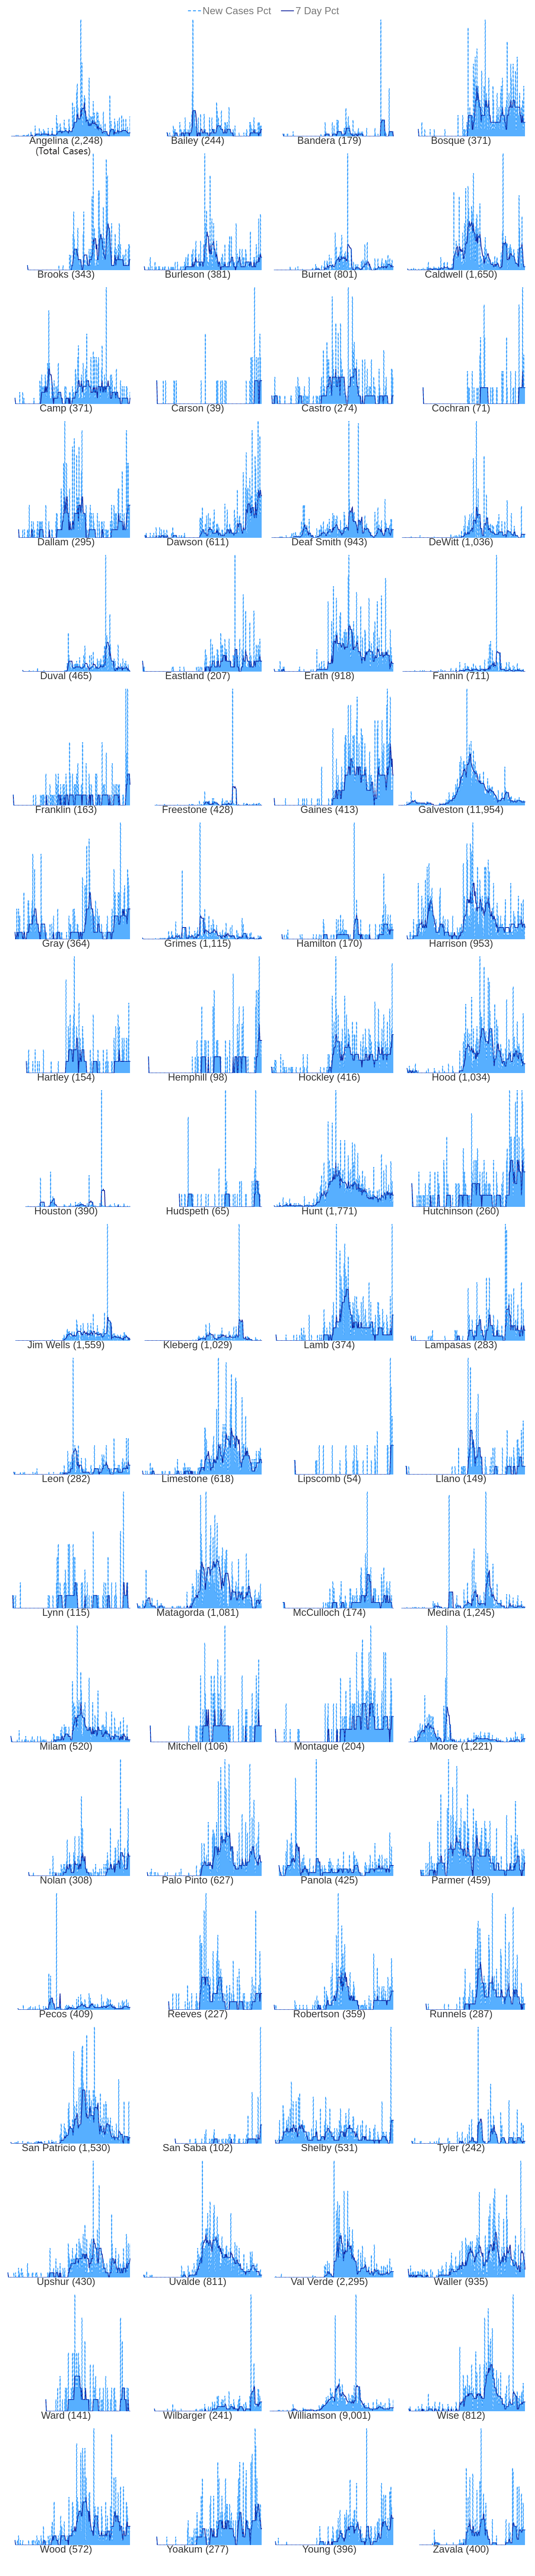 New Cases Pct 7 Day Pct
Angelina (2,248) Bailey (244) Bandera (179) Bosque (371)
(Total Cases)
Brooks (343) Burleson (381) Burnet (801) Caldwell (1,650)
Camp (371) Carson (39) Castro (274) Cochran (71)
Dallam (295) Dawson (611) Deaf Smith (943) DeWitt (1,036)
Duval (465) Eastland (207) Erath (918) Fannin (711)
Franklin (163) Freestone (428) Gaines (413) Galveston (11,954)
Gray (364) Grimes (1,115) Hamilton (170) Harrison (953)
Hartley (154) Hemphill (98) Hockley (416) Hood (1,034)
Houston (390) Hudspeth (65) Hunt (1,771) Hutchinson (260)
Jim Wells (1,559) Kleberg (1,029) Lamb (374) Lampasas (283)
Leon (282) Limestone (618) Lipscomb (54) Llano (149)
Lynn (115) Matagorda (1,081) McCulloch (174) Medina (1,245)
Milam (520) Mitchell (106) Montague (204) Moore (1,221)
Nolan (308) Palo Pinto (627) Panola (425) Parmer (459)
Pecos (409) Reeves (227) Robertson (359) Runnels (287)
San Patricio (1,530) San Saba (102) Shelby (531) Tyler (242)
Upshur (430) Uvalde (811) Val Verde (2,295) Waller (935)
Ward (141) Wilbarger (241) Williamson (9,001) Wise (812)
Wood (572) Yoakum (277) Young (396) Zavala (400)